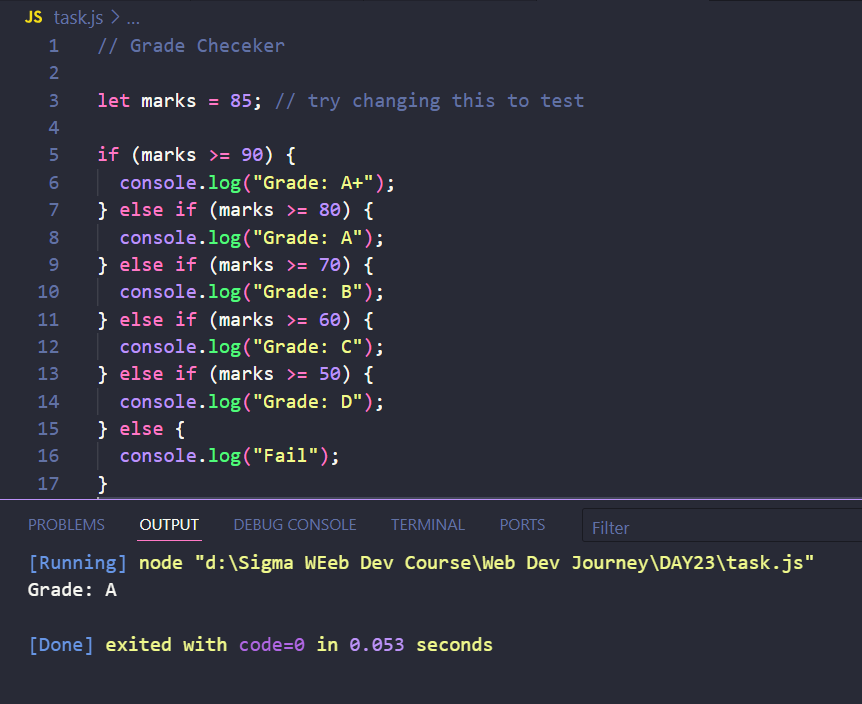 JS task.js > ...
1 // Grade Checeker
2
3 let marks = 85; // try changing this to test
4
5 if (marks >= 90) {
6   console.log("Grade: A+");
7 } else if (marks >= 80) {
8   console.log("Grade: A");
9 } else if (marks >= 70) {
10   console.log("Grade: B");
11 } else if (marks >= 60) {
12   console.log("Grade: C");
13 } else if (marks >= 50) {
14   console.log("Grade: D");
15 } else {
16   console.log("Fail");
17 }
PROBLEMS OUTPUT DEBUG CONSOLE TERMINAL PORTS Filter
[Running] node "d:\Sigma WEeb Dev Course\Web Dev Journey\DAY23\task.js"
Grade: A
[Done] exited with code=0 in 0.053 seconds